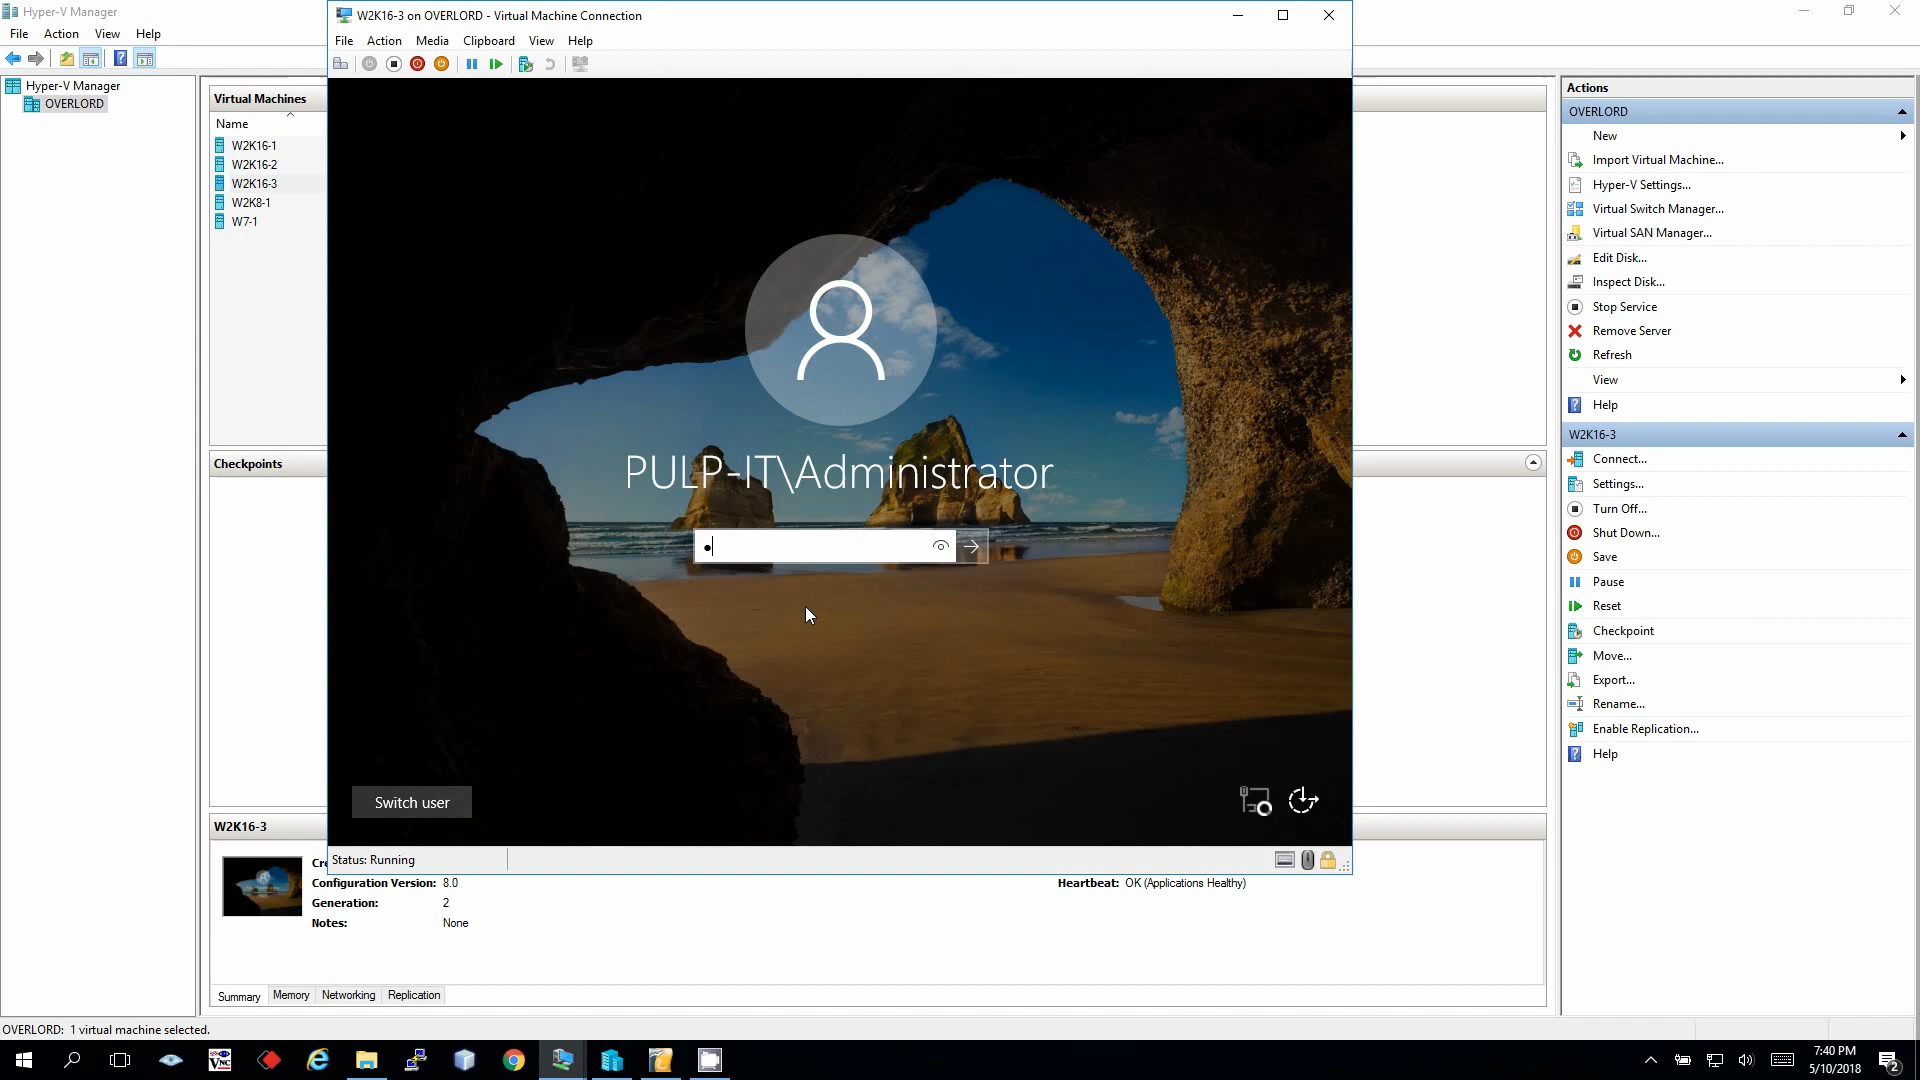 Hyper-V Manager
File Action View Help
Hyper-V Manager
OVERLORD
Virtual Machines
Name
W2K16-1
W2K16-2
W2K16-3
W2K8-1
W7-1
Checkpoints
W2K16-3
Cre
Configuration Version: 8.0
Generation: 2
Notes: None
Heartbeat: OK (Applications Healthy)
Summary Memory Networking Replication
OVERLORD: 1 virtual machine selected.
W2K16-3 on OVERLORD - Virtual Machine Connection
File Action Media Clipboard View Help
PULP-IT\Administrator
Switch user
Status: Running
Actions
OVERLORD
New
Import Virtual Machine...
Hyper-V Settings...
Virtual Switch Manager...
Virtual SAN Manager...
Edit Disk...
Inspect Disk...
Stop Service
Remove Server
Refresh
View
Help
W2K16-3
Connect...
Settings...
Turn Off...
Shut Down...
Save
Pause
Reset
Checkpoint
Move...
Export...
Rename...
Enable Replication...
Help
7:40 PM
5/10/2018
2